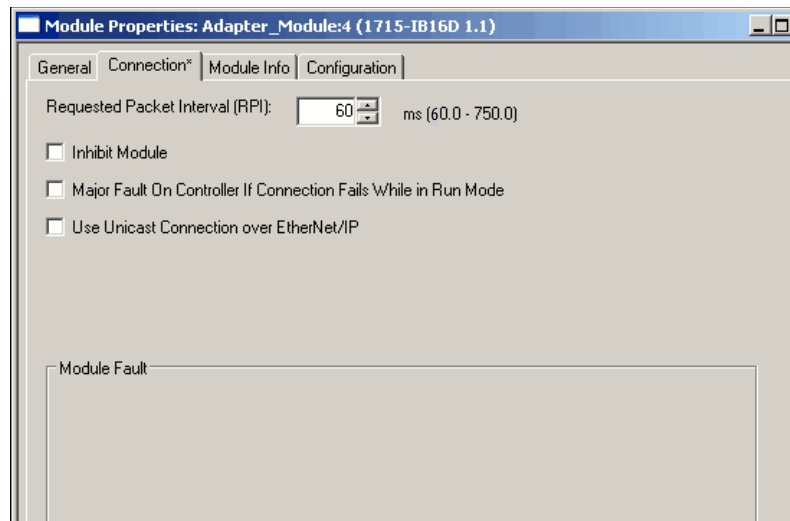 Module Properties: Adapter_Module:4 (1715-IB16D 1.1)
General Connection* Module Info Configuration
Requested Packet Interval (RPI): 60 ms (60.0 - 750.0)
Inhibit Module
Major Fault On Controller If Connection Fails While in Run Mode
Use Unicast Connection over EtherNet/IP
Module Fault